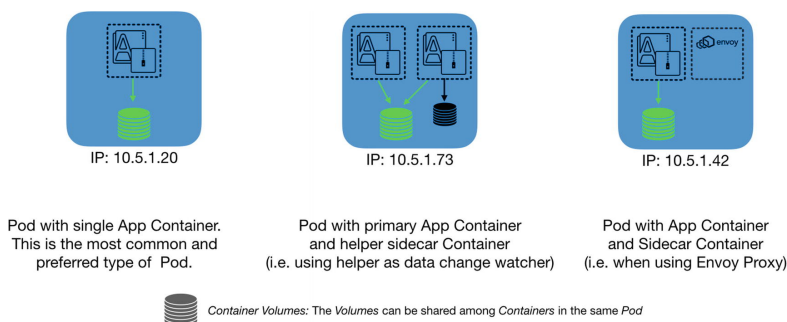 envoy
IP: 10.5.1.20
IP: 10.5.1.73
IP: 10.5.1.42
Pod with single App Container.
This is the most common and
preferred type of Pod.
Pod with primary App Container
and helper sidecar Container
(i.e. using helper as data change watcher)
Pod with App Container
and Sidecar Container
(i.e. when using Envoy Proxy)
Container Volumes: The Volumes can be shared among Containers in the same Pod